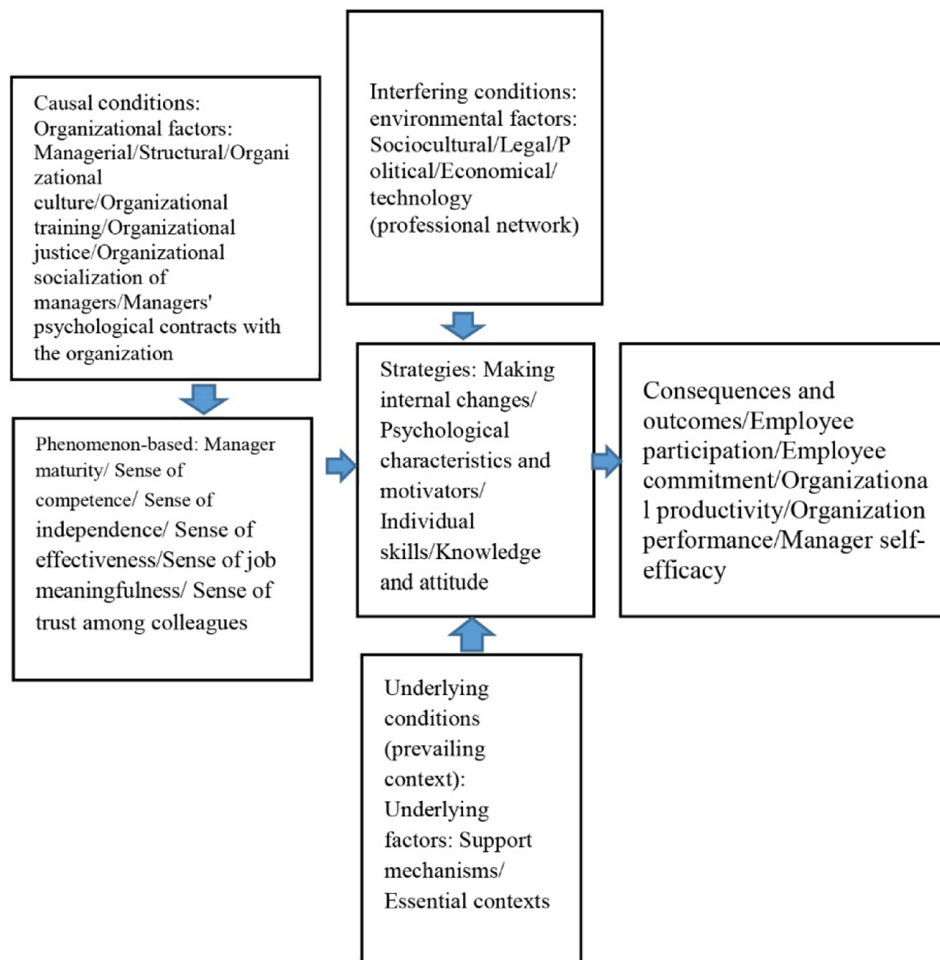 Causal conditions:
Organizational factors:
Managerial/Structural/Organi
zational
culture/Organizational
training/Organizational
justice/Organizational
socialization of
managers/Managers'
psychological contracts with
the organization
Interfering conditions:
environmental factors:
Sociocultural/Legal/P
olitical/Economical/
technology
(professional network)
Phenomenon-based: Manager
maturity/ Sense of
competence/ Sense of
independence/ Sense of
effectiveness/Sense of job
meaningfulness/ Sense of
trust among colleagues
Strategies: Making
internal changes/
Psychological
characteristics and
motivators/
Individual
skills/Knowledge
and attitude
Consequences and
outcomes/Employee
participation/Employee
commitment/Organizationa
l productivity/Organization
performance/Manager self-
efficacy
Underlying
conditions
(prevailing
context):
Underlying
factors: Support
mechanisms/
Essential contexts